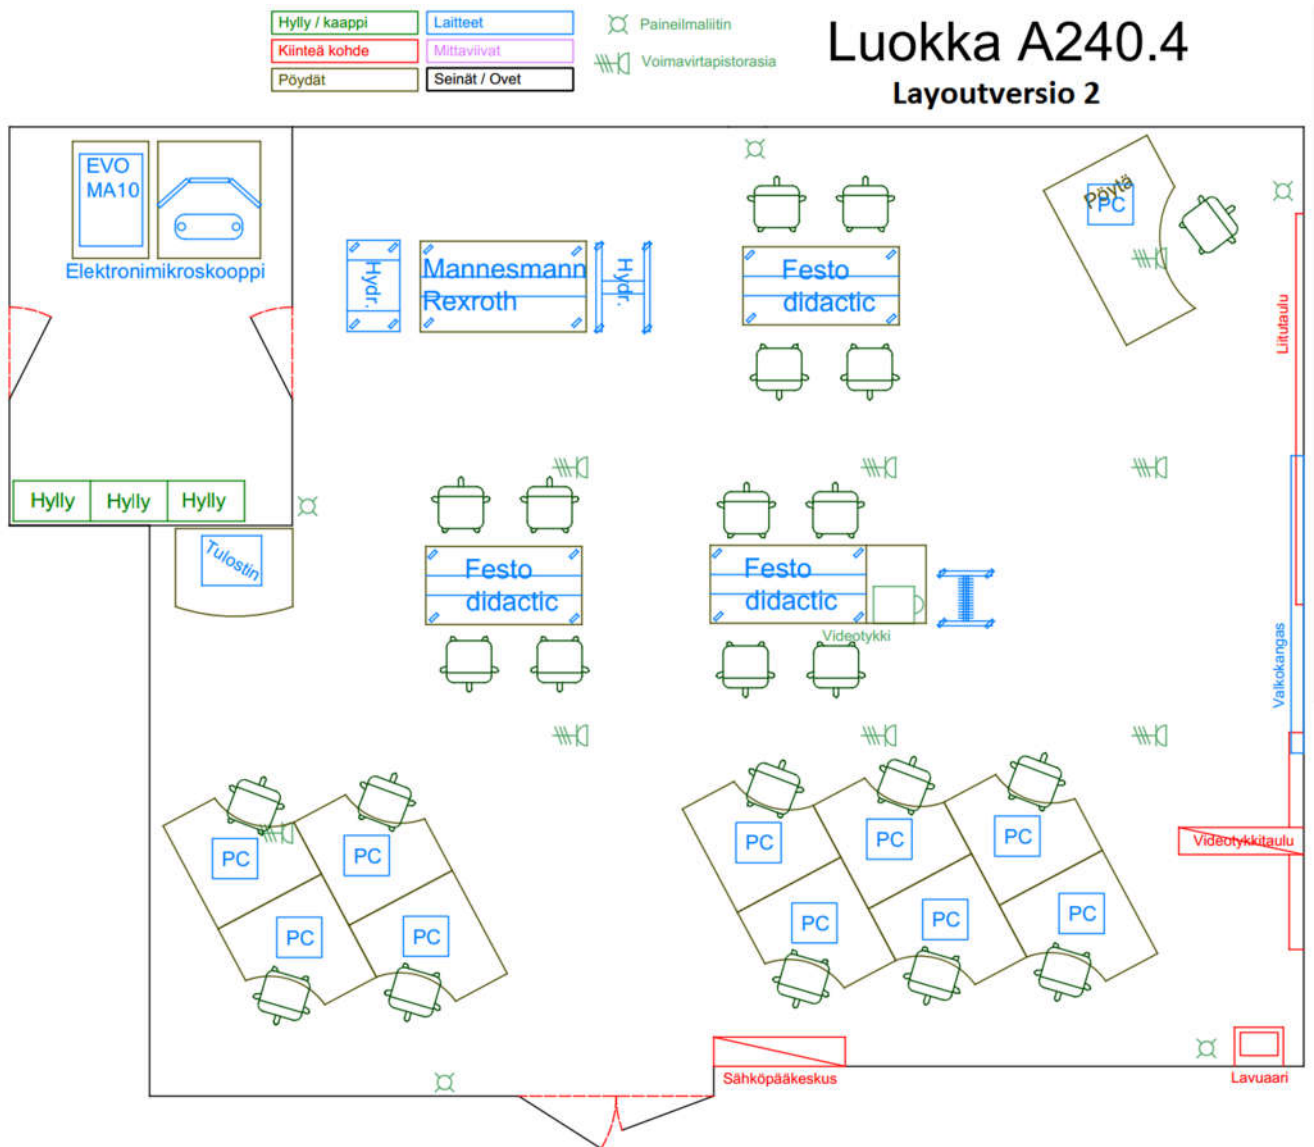 Hylly / kaappi
Laitteet
Paineilmaliitin
Kiinteä kohde
Mittaviivat
Voimavirtapistorasia
Pöydät
Seinät / Ovet
Luokka A240.4
Layoutversio 2
EVO
MA10
Elektronimikroskooppi
Hydr.
Mannesmann
Rexroth
Hydr.
Festo
didactic
Pöytä
PC
Liitutaulu
Hylly
Hylly
Hylly
Tulostin
Festo
didactic
Festo
didactic
Videotykki
Valkokangas
PC
PC
PC
PC
PC
PC
PC
PC
PC
PC
Videotykkitaulu
Sähköpääkeskus
Lavuaari